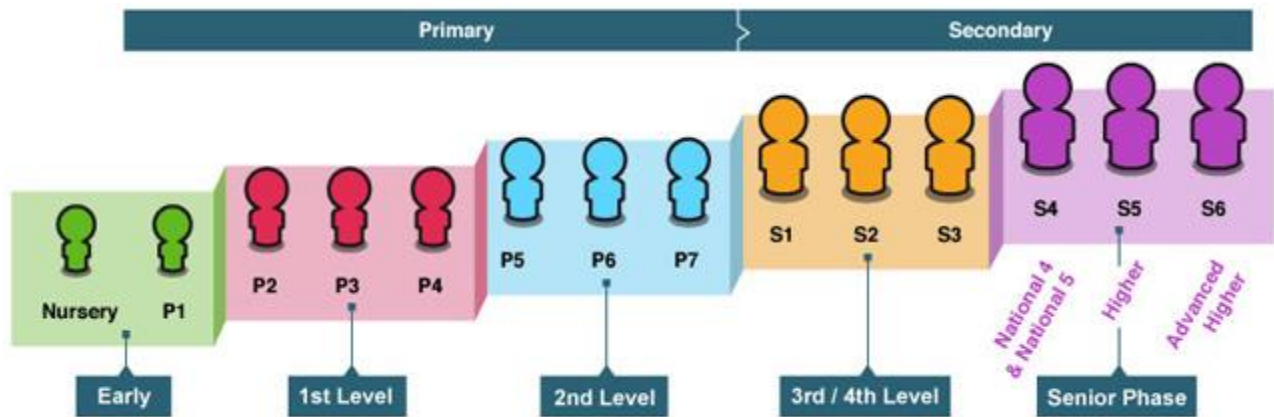 Primary
Secondary
Nursery
P1
P2
P3
P4
P5
P6
P7
S1
S2
S3
S4
S5
S6
National 4
& National 5
Higher
Advanced
Higher
Early
1st Level
2nd Level
3rd / 4th Level
Senior Phase